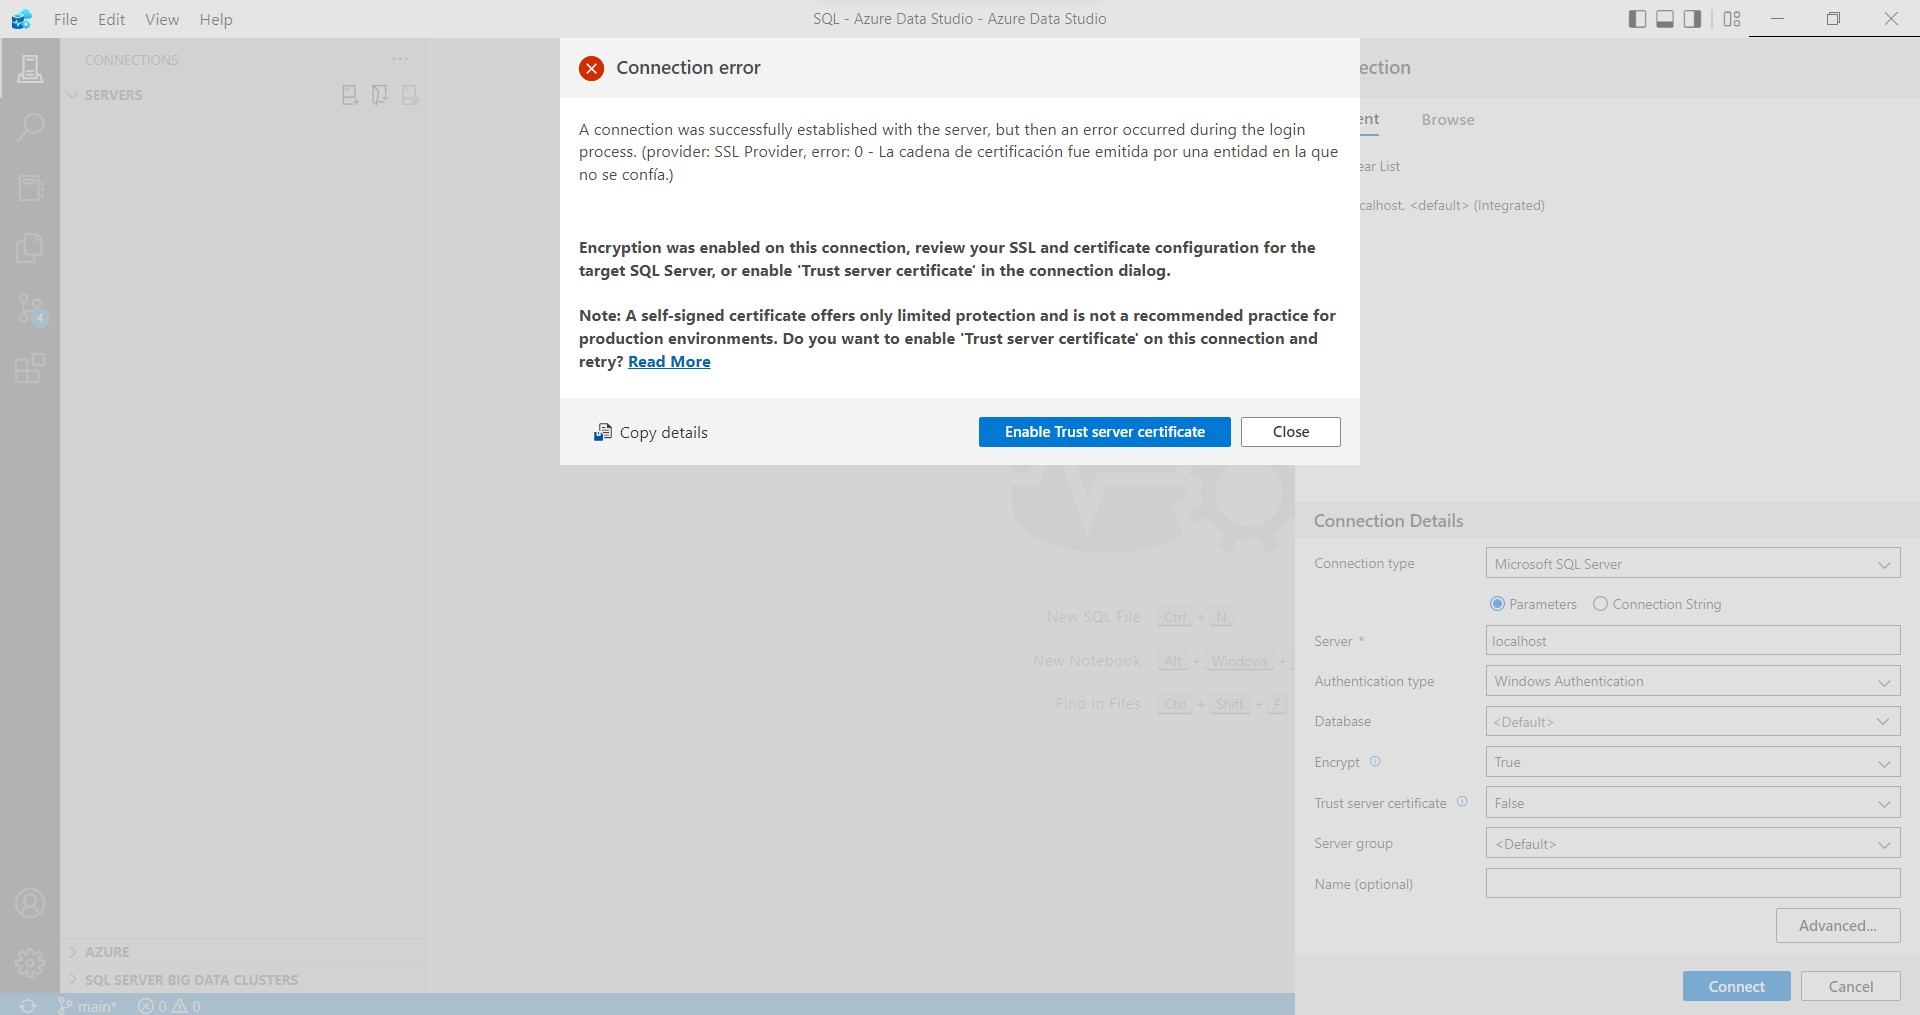 File Edit View Help
SQL - Azure Data Studio - Azure Data Studio
CONNECTIONS
SERVERS
4
Connection error
A connection was successfully established with the server, but then an error occurred during the login
process. (provider: SSL Provider, error: 0 - La cadena de certificación fue emitida por una entidad en la que
no se confía.)
Encryption was enabled on this connection, review your SSL and certificate configuration for the
target SQL Server, or enable 'Trust server certificate' in the connection dialog.
Note: A self-signed certificate offers only limited protection and is not a recommended practice for
production environments. Do you want to enable 'Trust server certificate' on this connection and
retry? Read More
Copy details
Enable Trust server certificate
Close
ection
ent Browse
ear List
calhost, <default> (Integrated)
New SQL File Ctrl + N
New Notebook Alt + Windows +
Find in Files Ctrl + Shift + F
Connection Details
Connection type Microsoft SQL Server
Parameters Connection String
Server * localhost
Authentication type Windows Authentication
Database <Default>
Encrypt True
Trust server certificate False
Server group <Default>
Name (optional)
Advanced...
Connect Cancel
AZURE
SQL SERVER BIG DATA CLUSTERS
main* 0 0